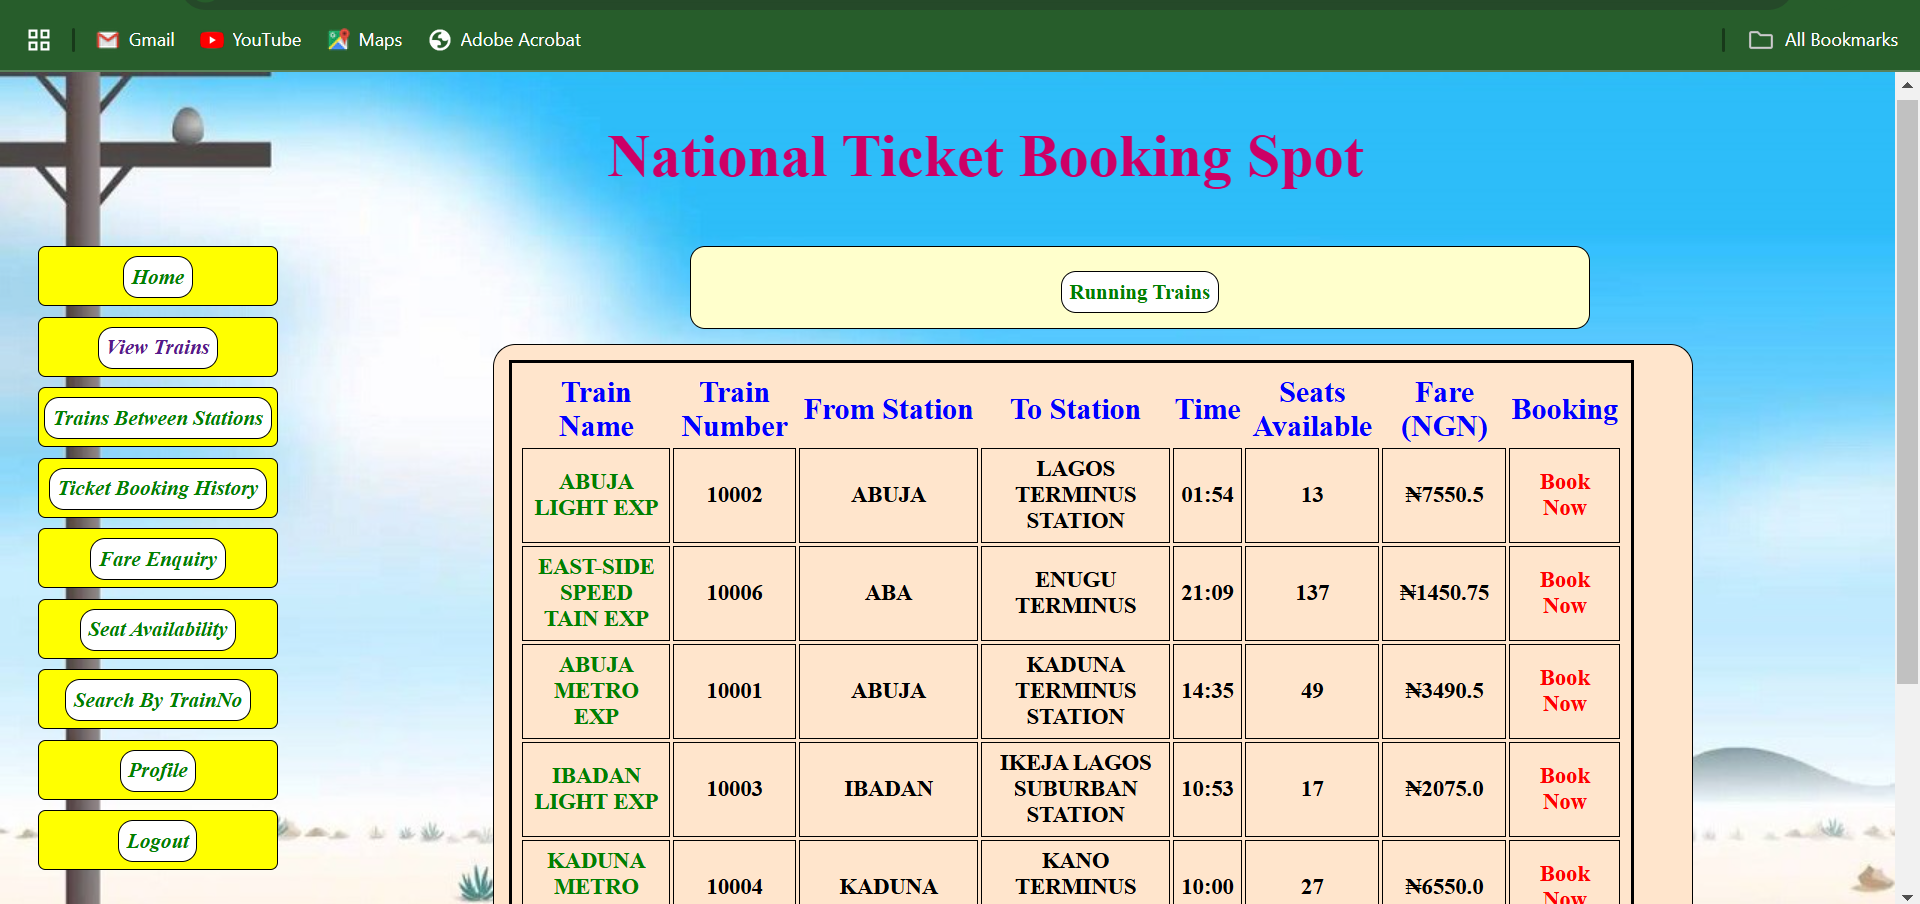 Gmail
YouTube
Maps
Adobe Acrobat
All Bookmarks
National Ticket Booking Spot
Home
View Trains
Trains Between Stations
Ticket Booking History
Fare Enquiry
Seat Availability
Search By TrainNo
Profile
Logout
Running Trains
Train Name Train Number From Station To Station Time Seats Available Fare (NGN) Booking
ABUJA LIGHT EXP 10002 ABUJA LAGOS TERMINUS STATION 01:54 13 ₦7550.5 Book Now
EAST-SIDE SPEED TAIN EXP 10006 ABA ENUGU TERMINUS 21:09 137 ₦1450.75 Book Now
ABUJA METRO EXP 10001 ABUJA KADUNA TERMINUS STATION 14:35 49 ₦3490.5 Book Now
IBADAN LIGHT EXP 10003 IBADAN IKEJA LAGOS SUBURBAN STATION 10:53 17 ₦2075.0 Book Now
KADUNA METRO 10004 KADUNA KANO TERMINUS 10:00 27 ₦6550.0 Book Now